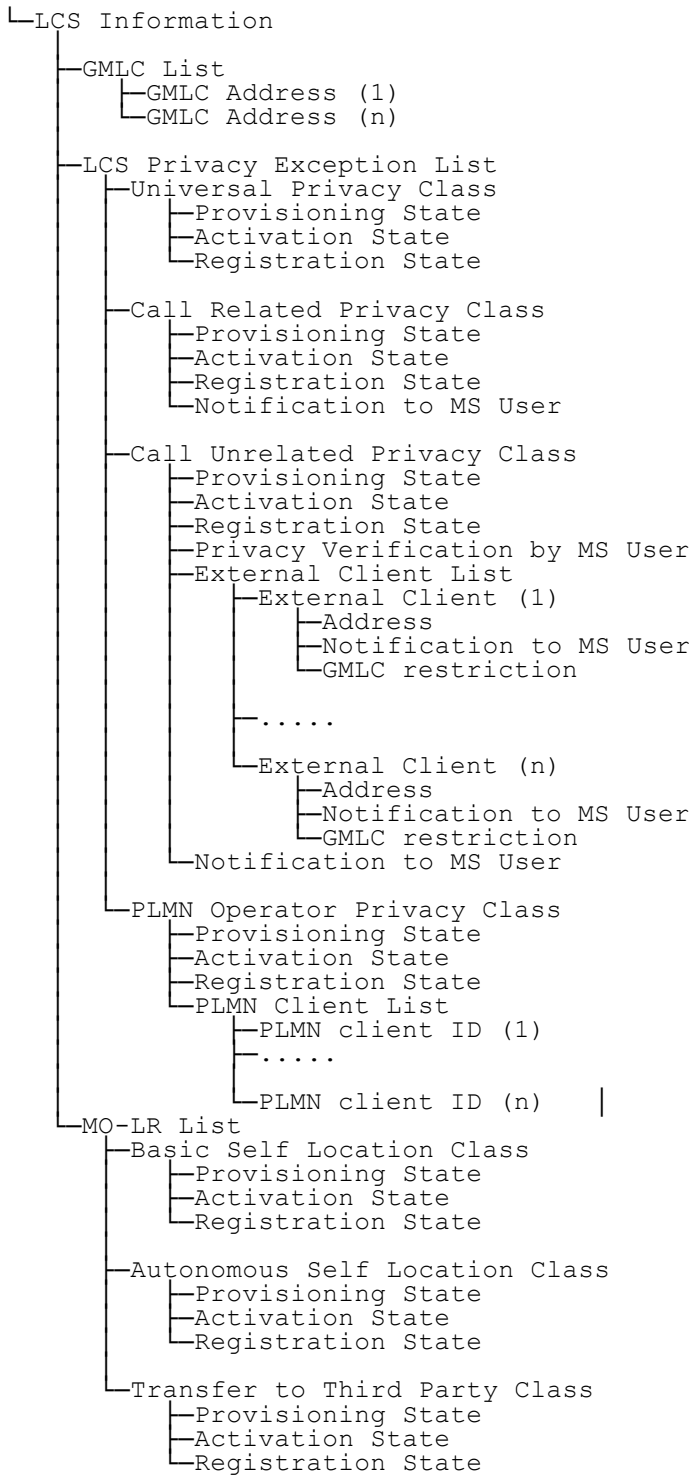 LCS Information
GMLC List
GMLC Address (1)
GMLC Address (n)
LCS Privacy Exception List
Universal Privacy Class
Provisioning State
Activation State
Registration State
Call Related Privacy Class
Provisioning State
Activation State
Registration State
Notification to MS User
Call Unrelated Privacy Class
Provisioning State
Activation State
Registration State
Privacy Verification by MS User
External Client List
External Client (1)
Address
Notification to MS User
GMLC restriction
.....
External Client (n)
Address
Notification to MS User
GMLC restriction
Notification to MS User
PLMN Operator Privacy Class
Provisioning State
Activation State
Registration State
PLMN Client List
PLMN client ID (1)
.....
PLMN client ID (n)
MO-LR List
Basic Self Location Class
Provisioning State
Activation State
Registration State
Autonomous Self Location Class
Provisioning State
Activation State
Registration State
Transfer to Third Party Class
Provisioning State
Activation State
Registration State